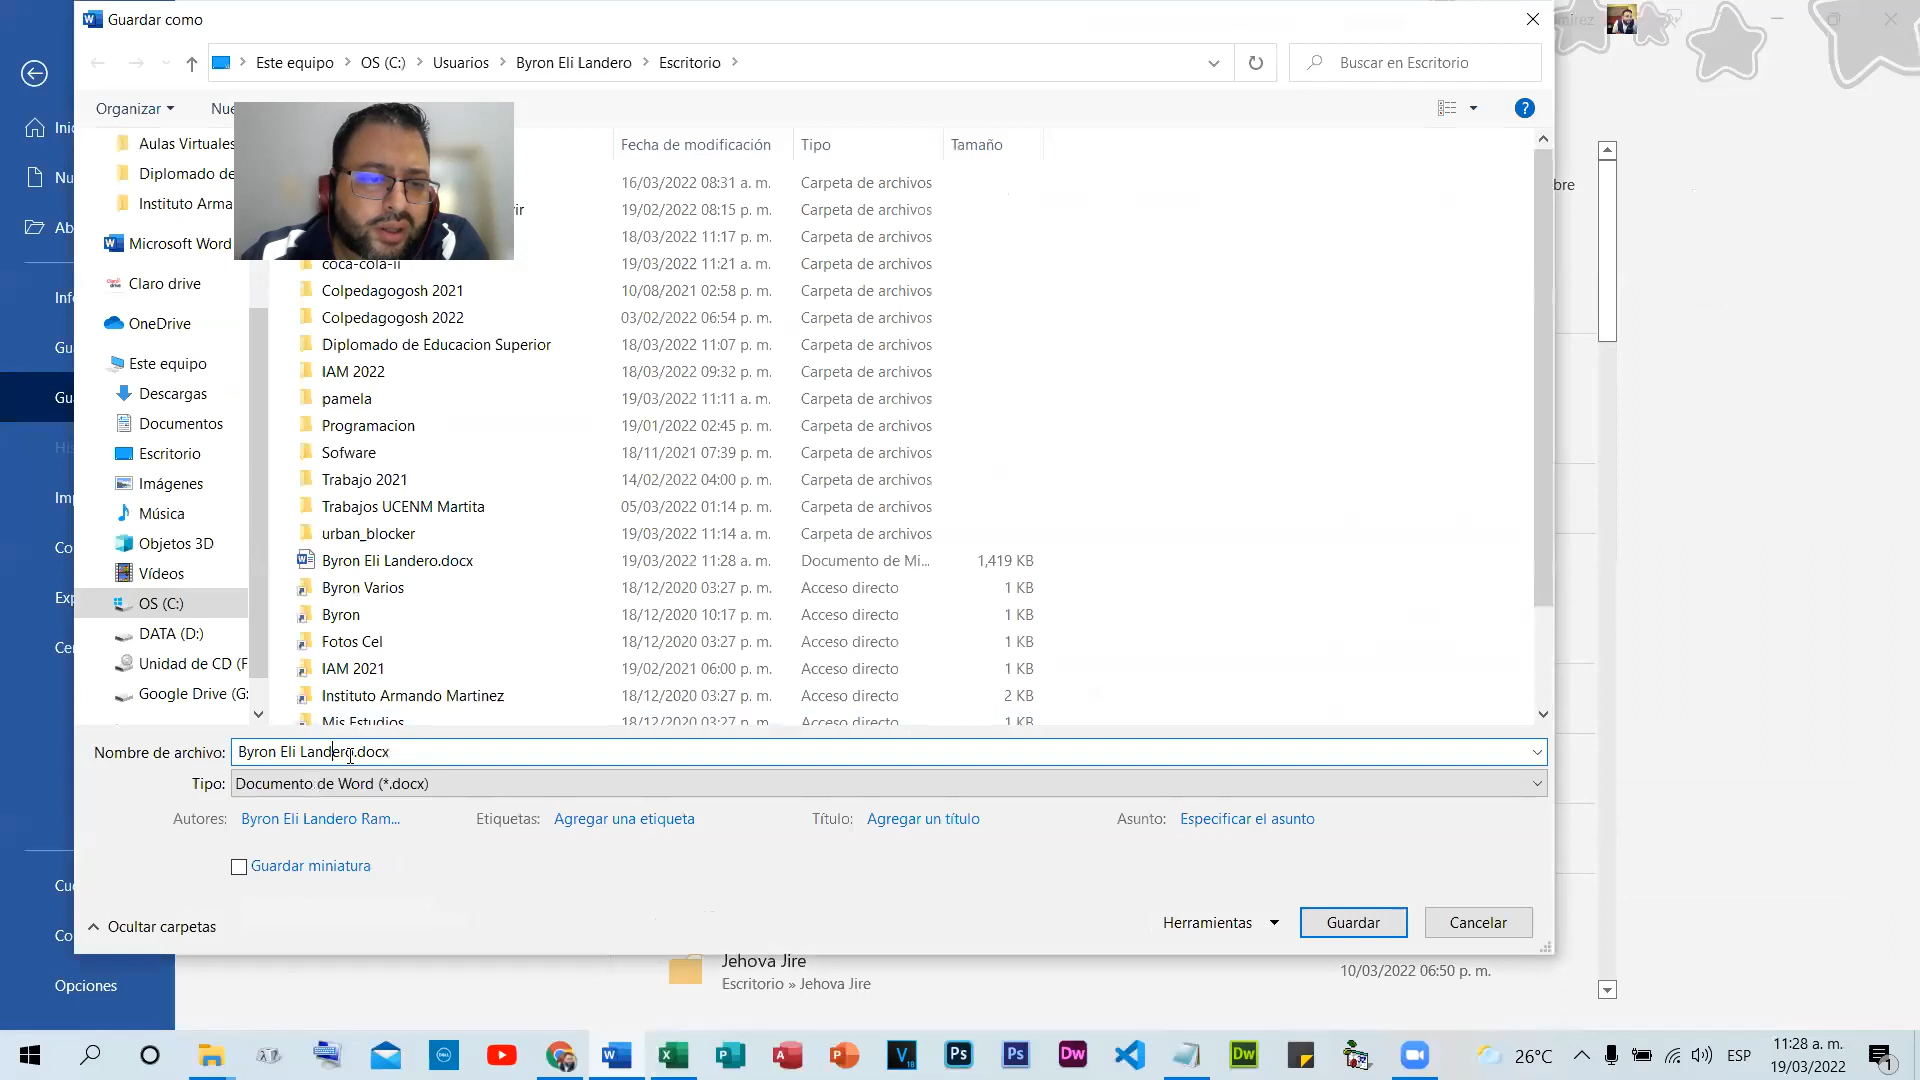 Guardar como
mirez
Este equipo OS (C:) Usuarios Byron Eli Landero Escritorio
Buscar en Escritorio
Organizar
Fecha de modificación Tipo Tamaño
Aulas Virtuales
Diplomado de
Instituto Arma
Microsoft Word
Claro drive
OneDrive
Este equipo
Descargas
Documentos
Escritorio
Imágenes
Música
Objetos 3D
Vídeos
OS (C:)
DATA (D:)
Unidad de CD (F
Google Drive (G:
16/03/2022 08:31 a. m. Carpeta de archivos
19/02/2022 08:15 p. m. Carpeta de archivos
18/03/2022 11:17 p. m. Carpeta de archivos
coca-cola-II 19/03/2022 11:21 a. m. Carpeta de archivos
Colpedagogosh 2021 10/08/2021 02:58 p. m. Carpeta de archivos
Colpedagogosh 2022 03/02/2022 06:54 p. m. Carpeta de archivos
Diplomado de Educacion Superior 18/03/2022 11:07 p. m. Carpeta de archivos
IAM 2022 18/03/2022 09:32 p. m. Carpeta de archivos
pamela 19/03/2022 11:11 a. m. Carpeta de archivos
Programacion 19/01/2022 02:45 p. m. Carpeta de archivos
Sofware 18/11/2021 07:39 p. m. Carpeta de archivos
Trabajo 2021 14/02/2022 04:00 p. m. Carpeta de archivos
Trabajos UCENM Martita 05/03/2022 01:14 p. m. Carpeta de archivos
urban_blocker 19/03/2022 11:14 a. m. Carpeta de archivos
Byron Eli Landero.docx 19/03/2022 11:28 a. m. Documento de Mi... 1,419 KB
Byron Varios 18/12/2020 03:27 p. m. Acceso directo 1 KB
Byron 18/12/2020 10:17 p. m. Acceso directo 1 KB
Fotos Cel 18/12/2020 03:27 p. m. Acceso directo 1 KB
IAM 2021 19/02/2021 06:00 p. m. Acceso directo 1 KB
Instituto Armando Martinez 18/12/2020 03:27 p. m. Acceso directo 2 KB
Mis Estudios 18/12/2020 03:27 p. m. Acceso directo 1 KB
Nombre de archivo: Byron Eli Landero.docx
Tipo: Documento de Word (*.docx)
Autores: Byron Eli Landero Ram... Etiquetas: Agregar una etiqueta Título: Agregar un título Asunto: Especificar el asunto
Guardar miniatura
Ocultar carpetas
Herramientas Guardar Cancelar
Jehova Jire
Escritorio » Jehova Jire
10/03/2022 06:50 p. m.
Opciones
26°C ESP 11:28 a. m.
19/03/2022
1